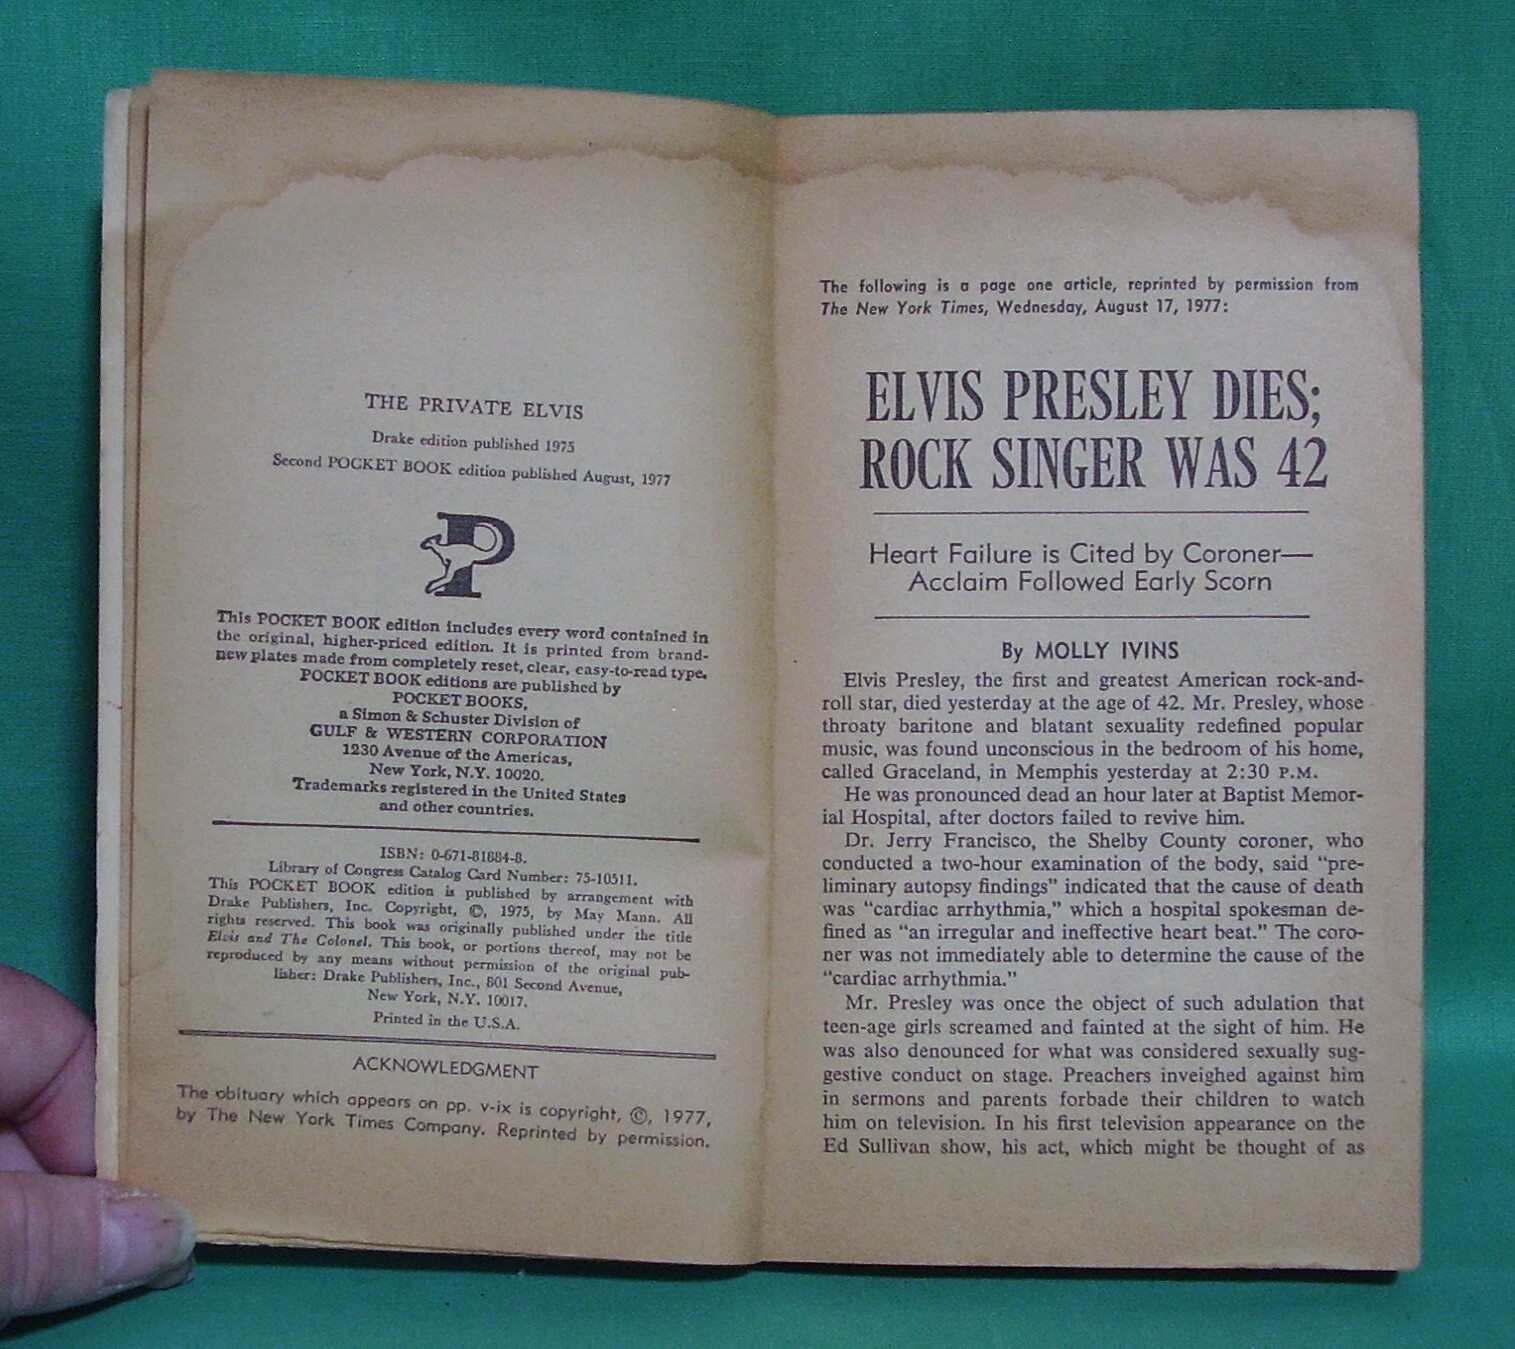 THE PRIVATE ELVIS
Drake edition published 1975
Second POCKET BOOK edition published August, 1977
P
This POCKET BOOK edition includes every word contained in
the original, higher-priced edition. It is printed from brand-
new plates made from completely reset, clear, easy-to-read type.
POCKET BOOK editions are published by
POCKET BOOKS,
a Simon & Schuster Division of
GULF & WESTERN CORPORATION
1230 Avenue of the Americas,
New York, N.Y. 10020.
Trademarks registered in the United States
and other countries.
ISBN: 0-671-81884-8.
Library of Congress Catalog Card Number: 75-10511.
This POCKET BOOK edition is published by arrangement with
Drake Publishers, Inc. Copyright, ©, 1975, by May Mann. All
rights reserved. This book was originally published under the title
Elvis and The Colonel. This book, or portions thereof, may not be
reproduced by any means without permission of the original pub-
lisher: Drake Publishers, Inc., 801 Second Avenue,
New York, N.Y. 10017.
Printed in the U.S.A.
ACKNOWLEDGMENT
The obituary which appears on pp. v-ix is copyright, ©, 1977,
by The New York Times Company. Reprinted by permission.
The following is a page one article, reprinted by permission from
The New York Times, Wednesday, August 17, 1977:
ELVIS PRESLEY DIES;
ROCK SINGER WAS 42
Heart Failure is Cited by Coroner—
Acclaim Followed Early Scorn
By MOLLY IVINS
Elvis Presley, the first and greatest American rock-and-
roll star, died yesterday at the age of 42. Mr. Presley, whose
throaty baritone and blatant sexuality redefined popular
music, was found unconscious in the bedroom of his home,
called Graceland, in Memphis yesterday at 2:30 P.M.
He was pronounced dead an hour later at Baptist Memor-
ial Hospital, after doctors failed to revive him.
Dr. Jerry Francisco, the Shelby County coroner, who
conducted a two-hour examination of the body, said “pre-
liminary autopsy findings” indicated that the cause of death
was “cardiac arrhythmia,” which a hospital spokesman de-
fined as “an irregular and ineffective heart beat.” The coro-
ner was not immediately able to determine the cause of the
“cardiac arrhythmia.”
Mr. Presley was once the object of such adulation that
teen-age girls screamed and fainted at the sight of him. He
was also denounced for what was considered sexually sug-
gestive conduct on stage. Preachers inveighed against him
in sermons and parents forbade their children to watch
him on television. In his first television appearance on the
Ed Sullivan show, his act, which might be thought of as